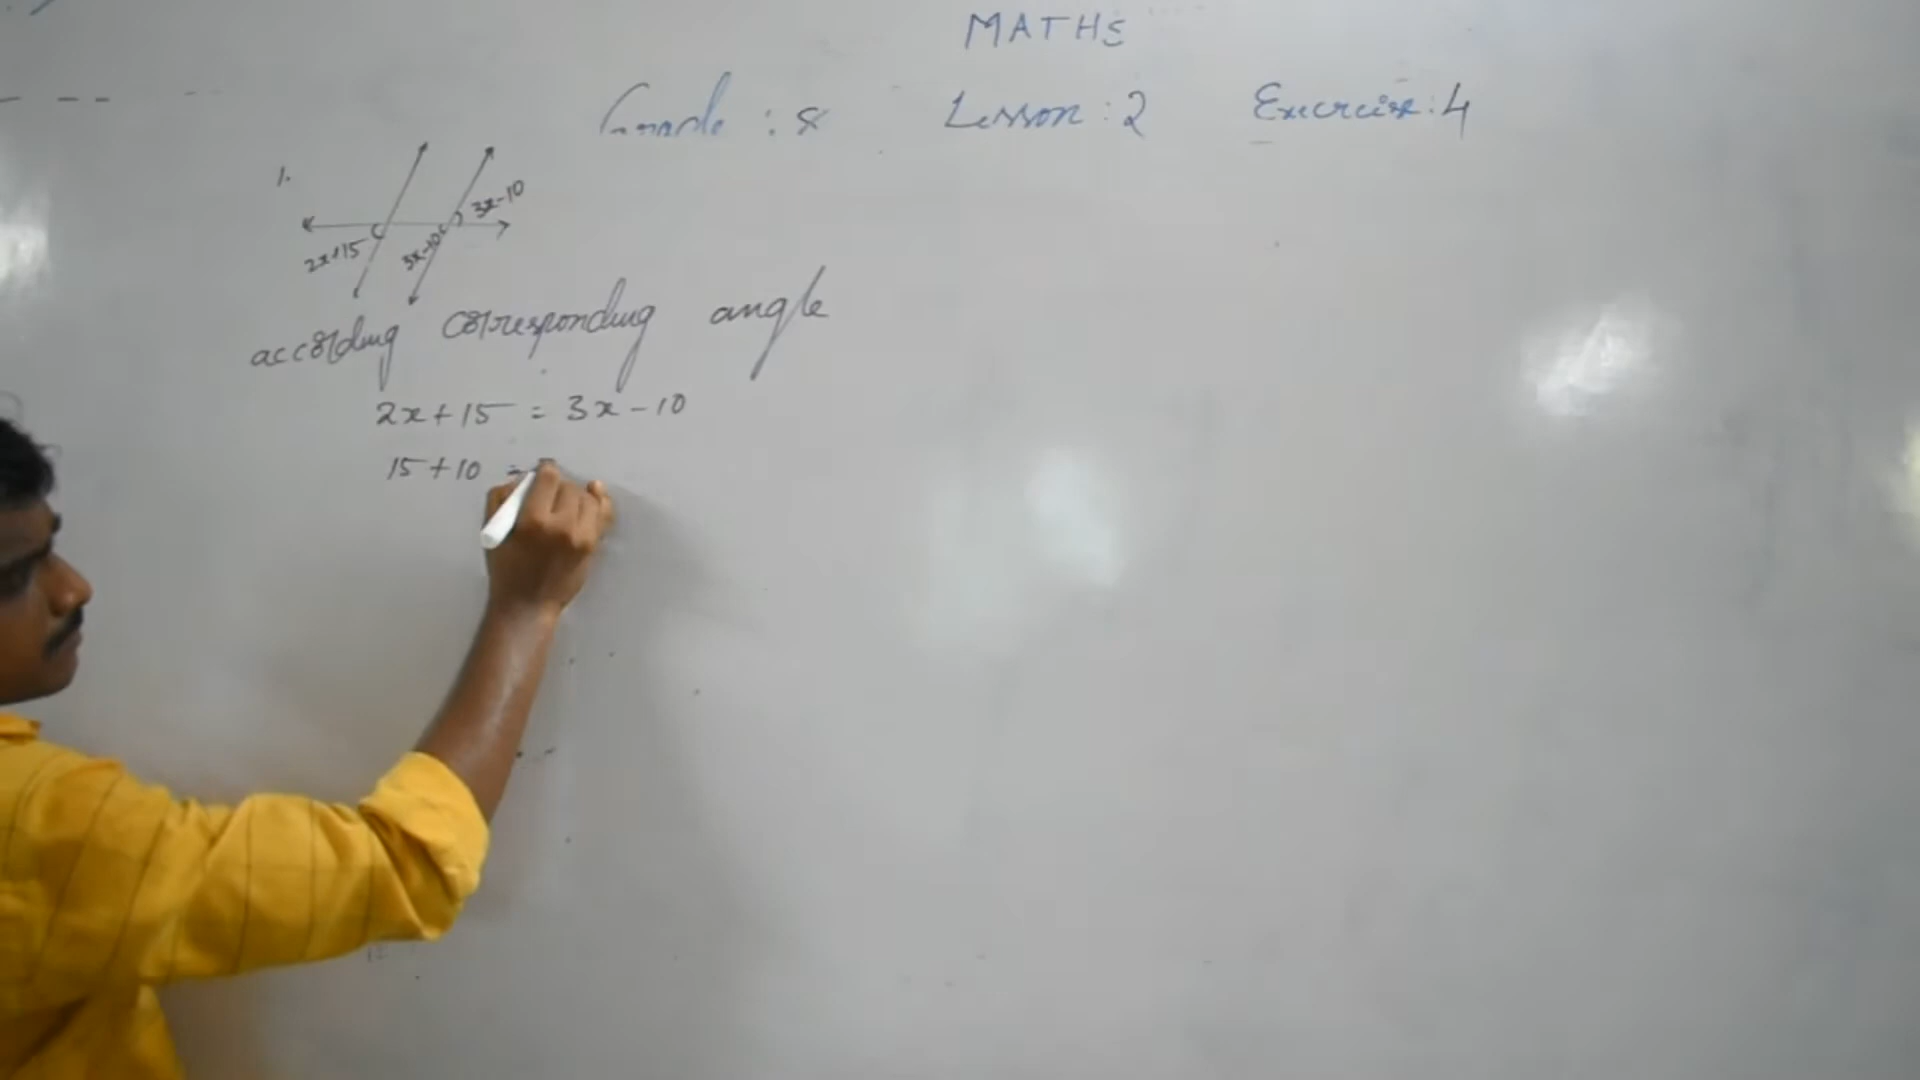 MATHS
Grade : 8 Lesson : 2 Exercise : 4
1.
3x-10
2x+15 3x-10
according corresponding angle
2x+15 = 3x-10
15+10 =